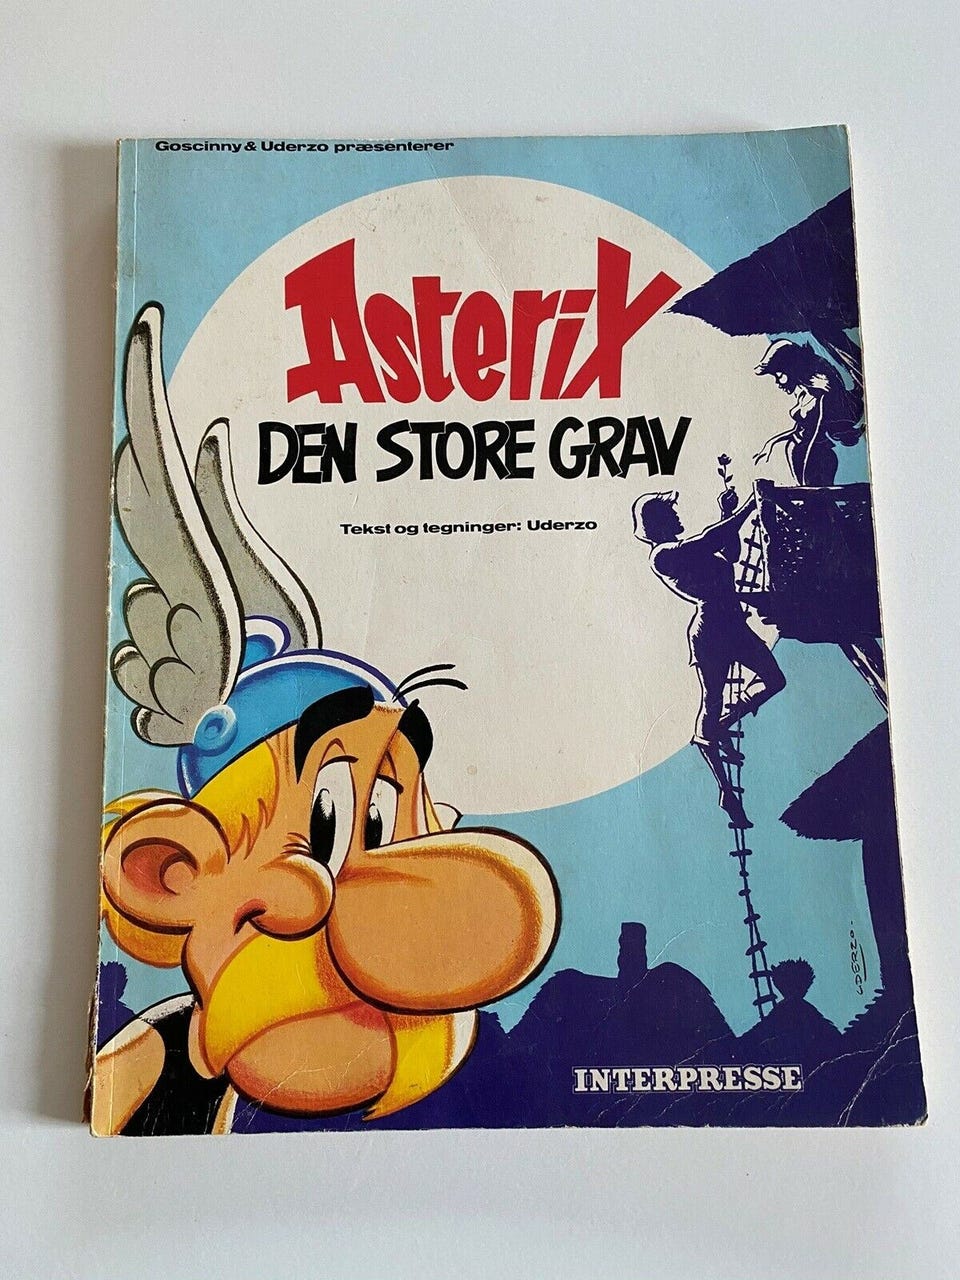 Goscinny & Uderzo præsenterer
Asterix
DEN STORE GRAV
Tekst og tegninger: Uderzo
UDERZO
INTERPRESSE